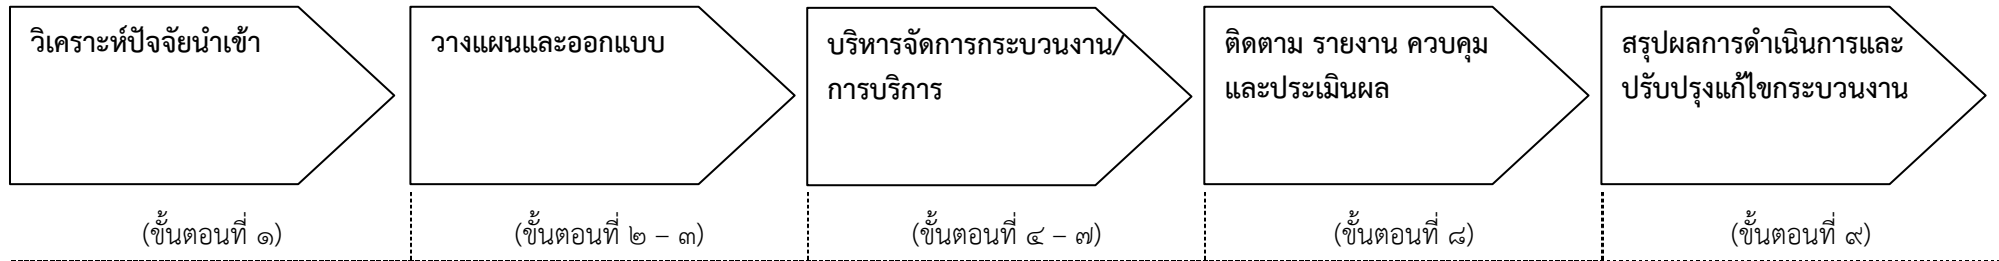 วิเคราะห์ปัจจัยนำเข้า
วางแผนและออกแบบ
บริหารจัดการกระบวนงาน/
การบริการ
ติดตาม รายงาน ควบคุม
และประเมินผล
สรุปผลการดำเนินการและ
ปรับปรุงแก้ไขกระบวนงาน
(ขั้นตอนที่ ๑)
(ขั้นตอนที่ ๒ – ๓)
(ขั้นตอนที่ ๔ – ๗)
(ขั้นตอนที่ ๘)
(ขั้นตอนที่ ๙)